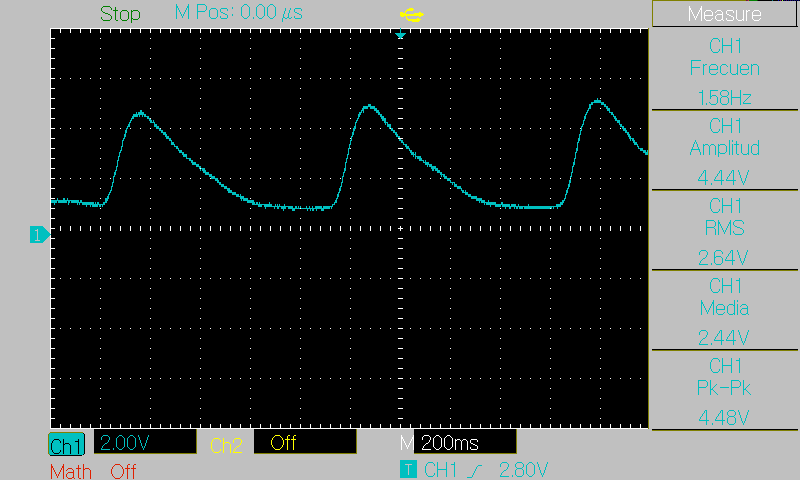 Stop M Pos: 0.00 µs Measure
CH1
Frecuen
1.58Hz
CH1
Amplitud
4.44V
CH1
RMS
2.64V
CH1
Media
2.44V
CH1
Pk-Pk
4.48V
1
Ch1 2.00V Ch2 Off M 200ms
Math Off T CH1 2.80V